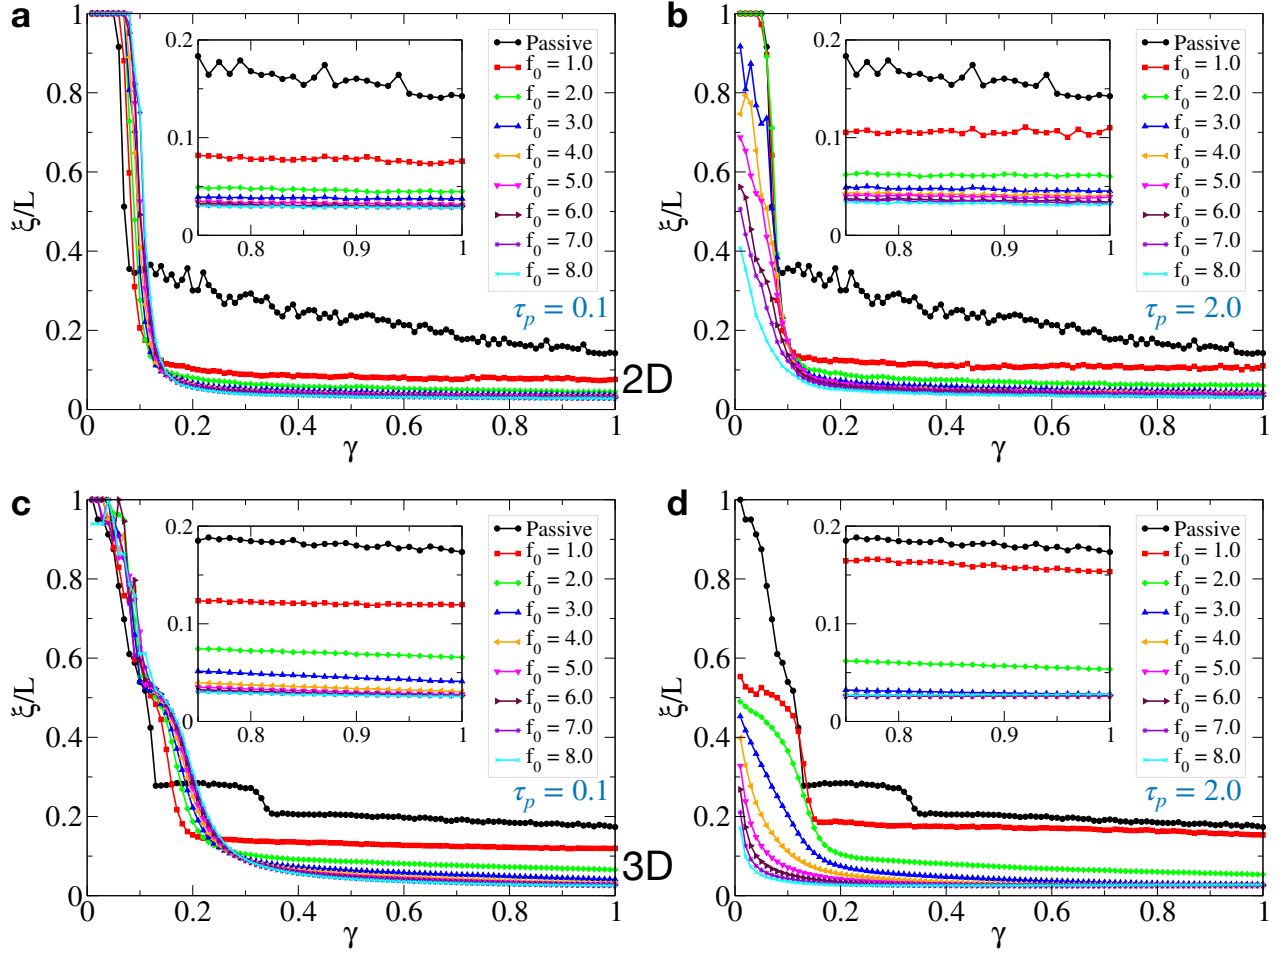 a
ξ/L
1
0.8
0.6
0.4
0.2
0
0 0.2 0.4 0.6 0.8 1
γ
0.2
0.1
0
0.8 0.9 1
Passive
f0 = 1.0
f0 = 2.0
f0 = 3.0
f0 = 4.0
f0 = 5.0
f0 = 6.0
f0 = 7.0
f0 = 8.0
τp = 0.1
2D
b
ξ/L
1
0.8
0.6
0.4
0.2
0
0 0.2 0.4 0.6 0.8 1
γ
0.2
0.1
0
0.8 0.9 1
Passive
f0 = 1.0
f0 = 2.0
f0 = 3.0
f0 = 4.0
f0 = 5.0
f0 = 6.0
f0 = 7.0
f0 = 8.0
τp = 2.0
c
ξ/L
1
0.8
0.6
0.4
0.2
0
0 0.2 0.4 0.6 0.8 1
γ
0.2
0.1
0
0.8 0.9 1
Passive
f0 = 1.0
f0 = 2.0
f0 = 3.0
f0 = 4.0
f0 = 5.0
f0 = 6.0
f0 = 7.0
f0 = 8.0
τp = 0.1
3D
d
ξ/L
1
0.8
0.6
0.4
0.2
0
0 0.2 0.4 0.6 0.8 1
γ
0.2
0.1
0
0.8 0.9 1
Passive
f0 = 1.0
f0 = 2.0
f0 = 3.0
f0 = 4.0
f0 = 5.0
f0 = 6.0
f0 = 7.0
f0 = 8.0
τp = 2.0